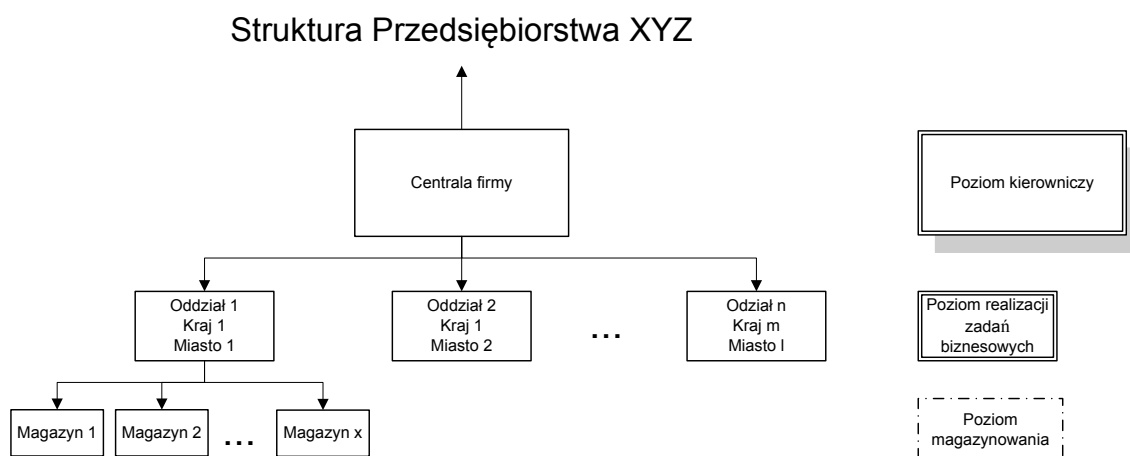 Struktura Przedsiębiorstwa XYZ
Centrala firmy
Poziom kierowniczy
Oddział 1
Kraj 1
Miasto 1
Oddział 2
Kraj 1
Miasto 2
...
Odział n
Kraj m
Miasto l
Poziom realizacji
zadań
biznesowych
Magazyn 1
Magazyn 2
...
Magazyn x
Poziom
magazynowania